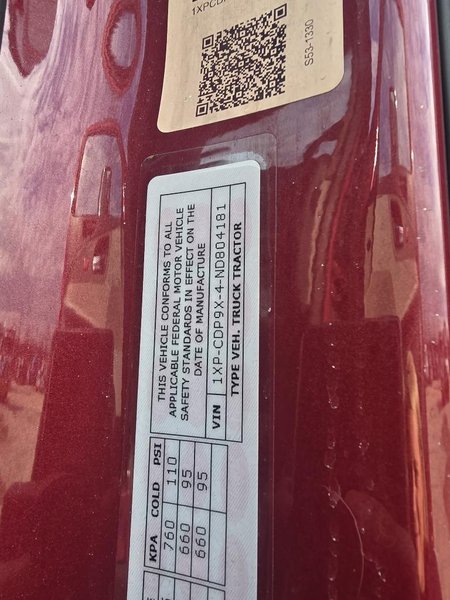 1XPCD
S53-1330
THIS VEHICLE CONFORMS TO ALL
APPLICABLE FEDERAL MOTOR VEHICLE
SAFETY STANDARDS IN EFFECT ON THE
DATE OF MANUFACTURE
VIN 1XP-CDP9X-4-ND804181
TYPE VEH. TRUCK TRACTOR
KPA COLD PSI
760 110
660 95
660 95